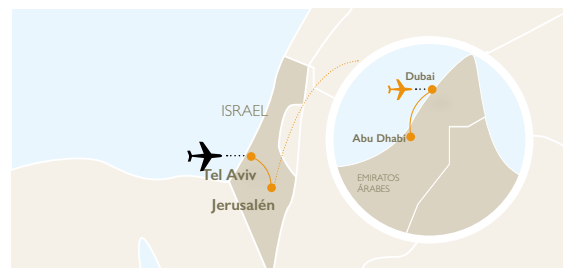 ISRAEL
Tel Aviv
Jerusalén
Dubai
Abu Dhabi
EMIRATOS
ÁRABES